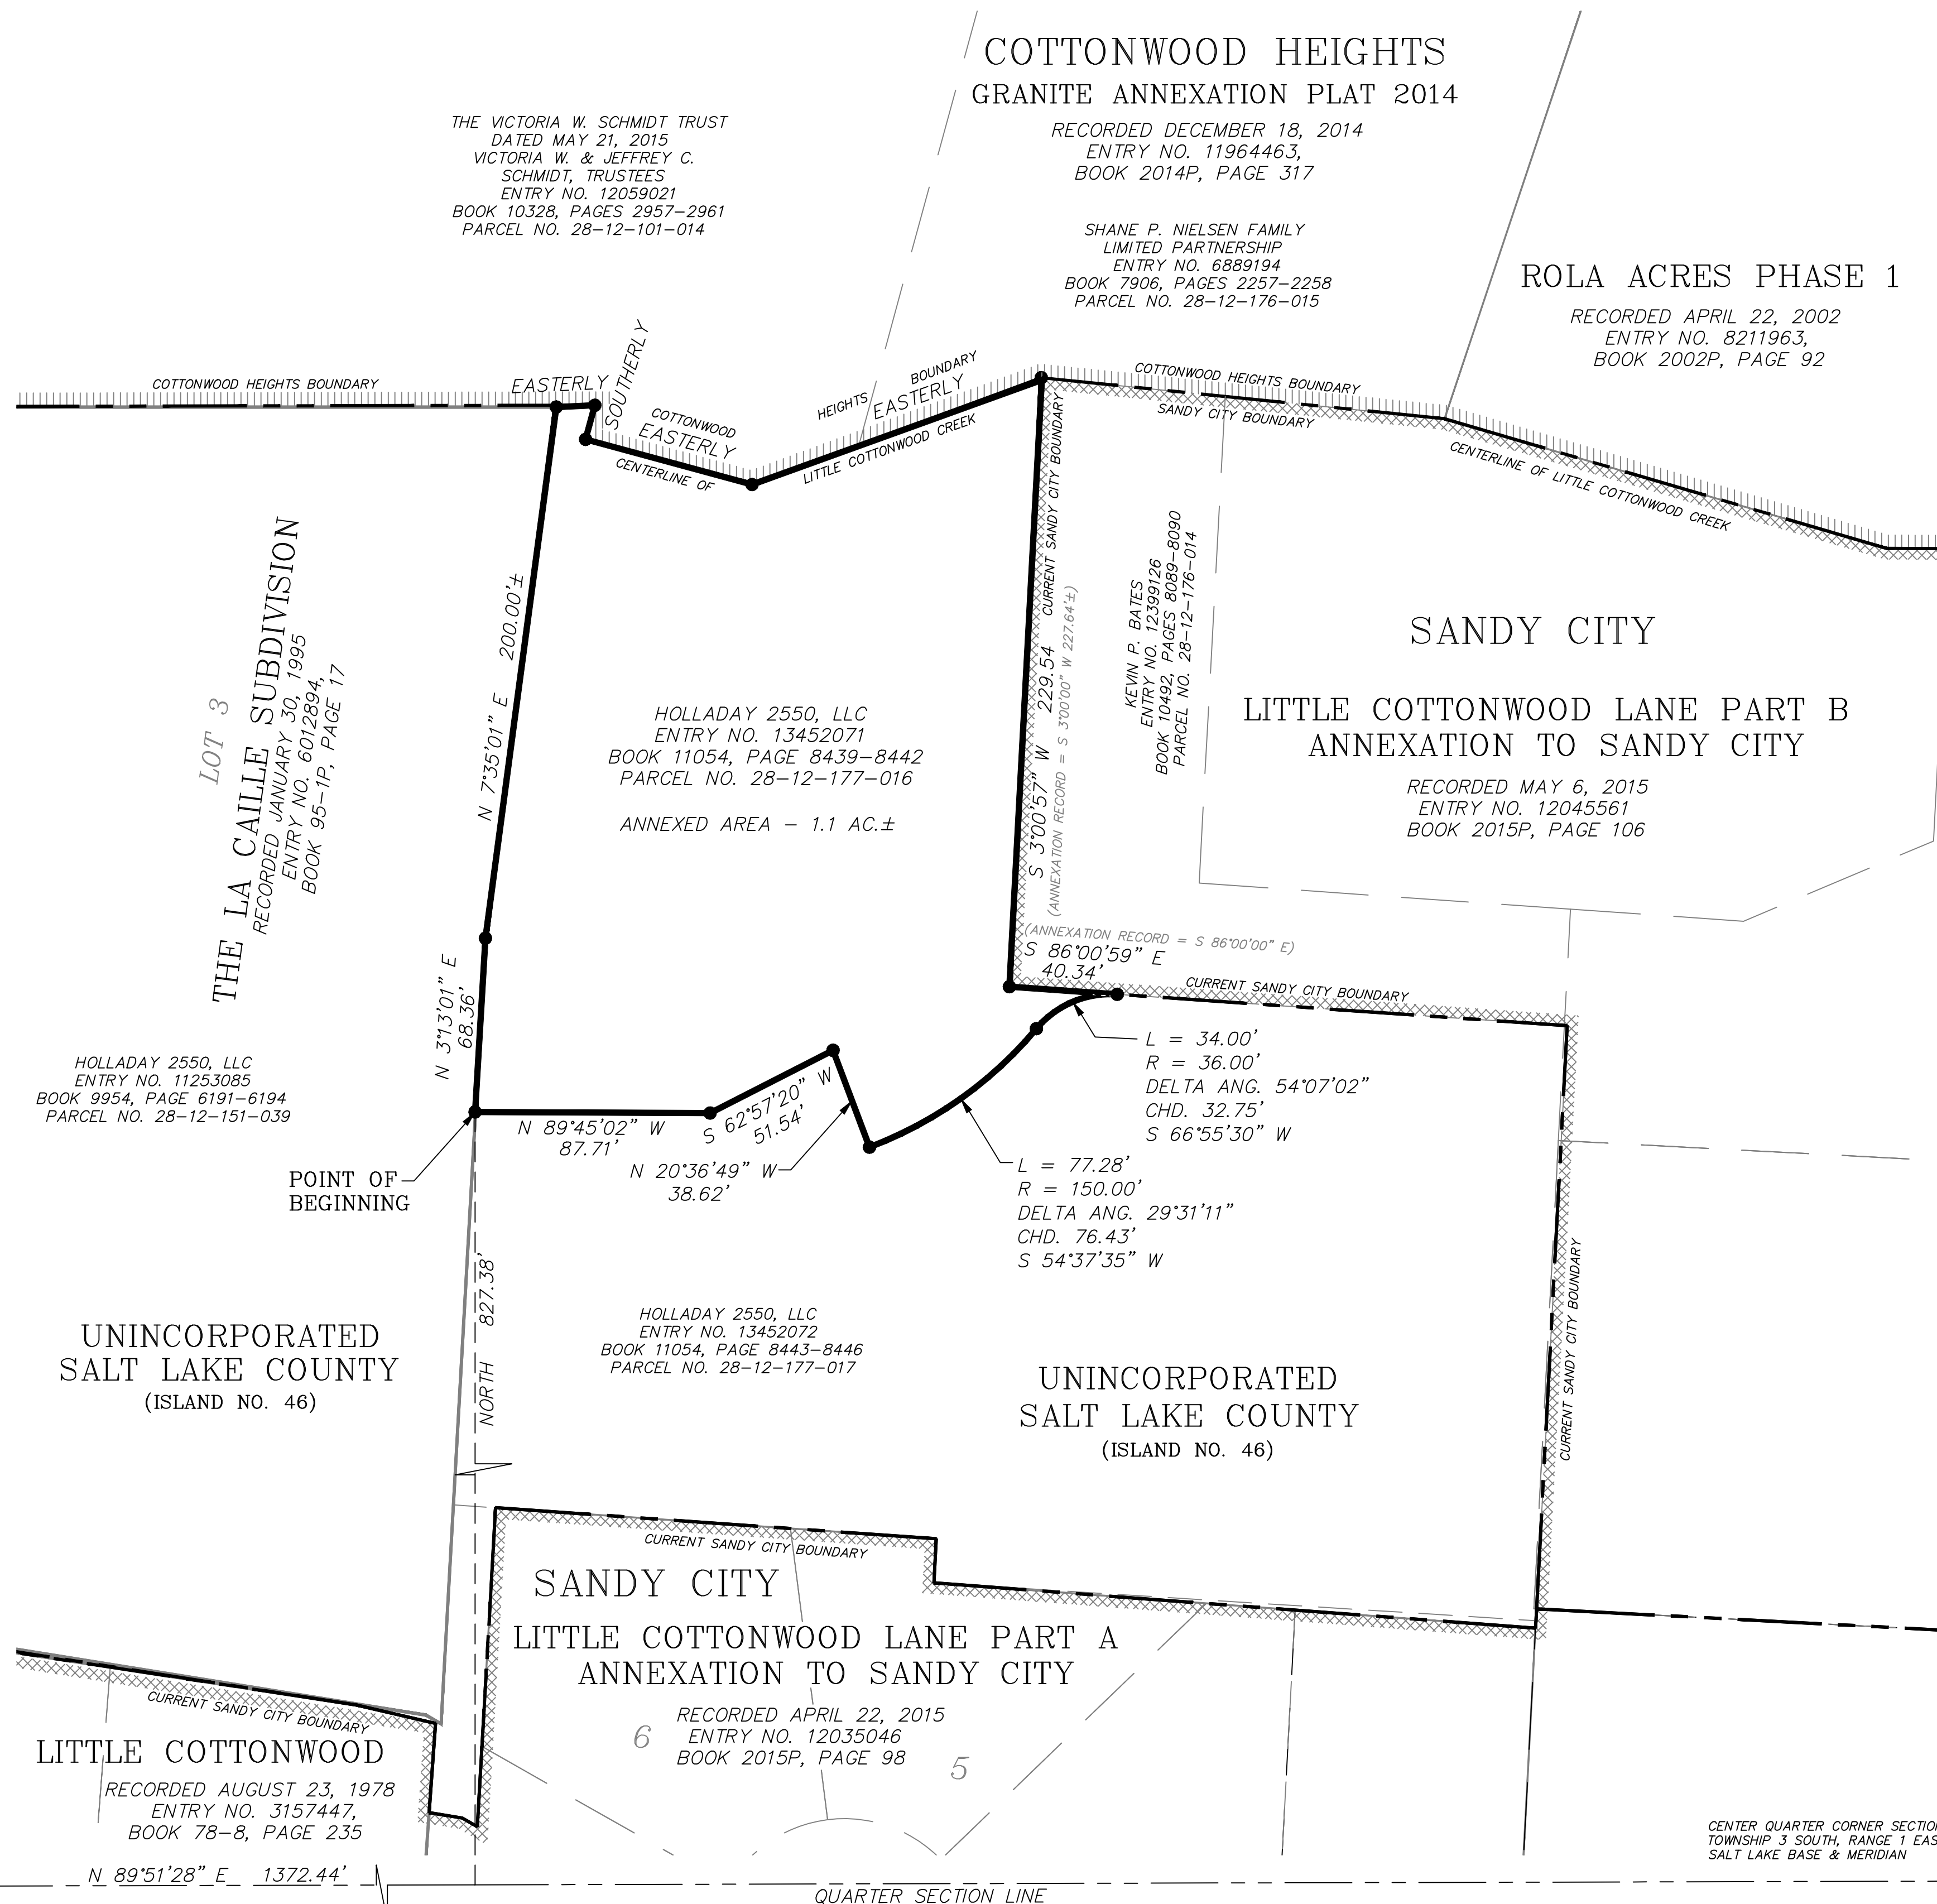 COTTONWOOD HEIGHTS
GRANITE ANNEXATION PLAT 2014
RECORDED DECEMBER 18, 2014
ENTRY NO. 11964463,
BOOK 2014P, PAGE 317
THE VICTORIA W. SCHMIDT TRUST
DATED MAY 21, 2015
VICTORIA W. & JEFFREY C.
SCHMIDT, TRUSTEES
ENTRY NO. 12059021
BOOK 10328, PAGES 2957-2961
PARCEL NO. 28-12-101-014
SHANE P. NIELSEN FAMILY
LIMITED PARTNERSHIP
ENTRY NO. 6889194
BOOK 7906, PAGES 2257-2258
PARCEL NO. 28-12-176-015
ROLA ACRES PHASE 1
RECORDED APRIL 22, 2002
ENTRY NO. 8211963,
BOOK 2002P, PAGE 92
COTTONWOOD HEIGHTS BOUNDARY
EASTERLY
SOUTHERLY
COTTONWOOD
EASTERLY
CENTERLINE OF
HEIGHTS
BOUNDARY
EASTERLY
LITTLE COTTONWOOD CREEK
COTTONWOOD HEIGHTS BOUNDARY
SANDY CITY BOUNDARY
CENTERLINE OF LITTLE COTTONWOOD CREEK
LOT 3
THE LA CAILLE SUBDIVISION
RECORDED JANUARY 30, 1995
ENTRY NO. 6012894,
BOOK 95-1P, PAGE 17
N 7°35'01" E 200.00'±
HOLLADAY 2550, LLC
ENTRY NO. 13452071
BOOK 11054, PAGE 8439-8442
PARCEL NO. 28-12-177-016
ANNEXED AREA - 1.1 AC.±
S 3°00'57" W 229.54
CURRENT SANDY CITY BOUNDARY
(ANNEXATION RECORD = S 3°00'00" W 227.64'±)
KEVIN P. BATES
ENTRY NO. 12399126
BOOK 10492, PAGES 8089-8090
PARCEL NO. 28-12-176-014
SANDY CITY
LITTLE COTTONWOOD LANE PART B
ANNEXATION TO SANDY CITY
RECORDED MAY 6, 2015
ENTRY NO. 12045561
BOOK 2015P, PAGE 106
(ANNEXATION RECORD = S 86°00'00" E)
S 86°00'59" E
40.34'
CURRENT SANDY CITY BOUNDARY
N 3°13'01" E
68.36'
HOLLADAY 2550, LLC
ENTRY NO. 11253085
BOOK 9954, PAGE 6191-6194
PARCEL NO. 28-12-151-039
POINT OF
BEGINNING
N 89°45'02" W
87.71'
S 62°57'20" W
51.54'
N 20°36'49" W
38.62'
L = 34.00'
R = 36.00'
DELTA ANG. 54°07'02"
CHD. 32.75'
S 66°55'30" W
L = 77.28'
R = 150.00'
DELTA ANG. 29°31'11"
CHD. 76.43'
S 54°37'35" W
NORTH 827.38'
UNINCORPORATED
SALT LAKE COUNTY
(ISLAND NO. 46)
HOLLADAY 2550, LLC
ENTRY NO. 13452072
BOOK 11054, PAGE 8443-8446
PARCEL NO. 28-12-177-017
UNINCORPORATED
SALT LAKE COUNTY
(ISLAND NO. 46)
CURRENT SANDY CITY BOUNDARY
CURRENT SANDY CITY BOUNDARY
SANDY CITY
LITTLE COTTONWOOD LANE PART A
ANNEXATION TO SANDY CITY
RECORDED APRIL 22, 2015
ENTRY NO. 12035046
BOOK 2015P, PAGE 98
6
5
CURRENT SANDY CITY BOUNDARY
LITTLE COTTONWOOD
RECORDED AUGUST 23, 1978
ENTRY NO. 3157447,
BOOK 78-8, PAGE 235
N 89°51'28" E 1372.44'
QUARTER SECTION LINE
CENTER QUARTER CORNER SECTION
TOWNSHIP 3 SOUTH, RANGE 1 EAS
SALT LAKE BASE & MERIDIAN